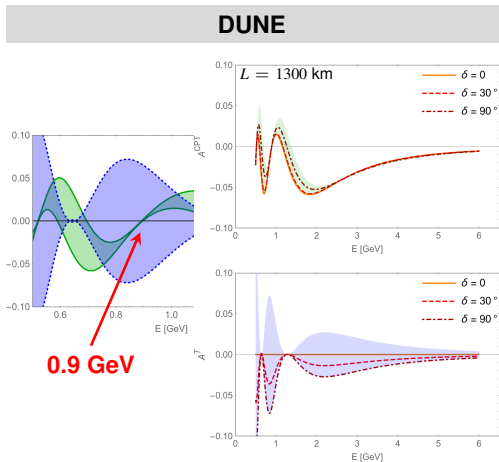 DUNE
0.10
0.05
0.00
−0.05
−0.10
0.6
0.8
1.0
E [GeV]
0.9 GeV
L = 1300 km
δ = 0
δ = 30 °
δ = 90 °
A^CPT
0.10
0.05
0.00
−0.05
−0.10
0
1
2
3
4
5
6
E [GeV]
δ = 0
δ = 30 °
δ = 90 °
A^T
0.10
0.05
0.00
−0.05
−0.10
0
1
2
3
4
5
6
E [GeV]